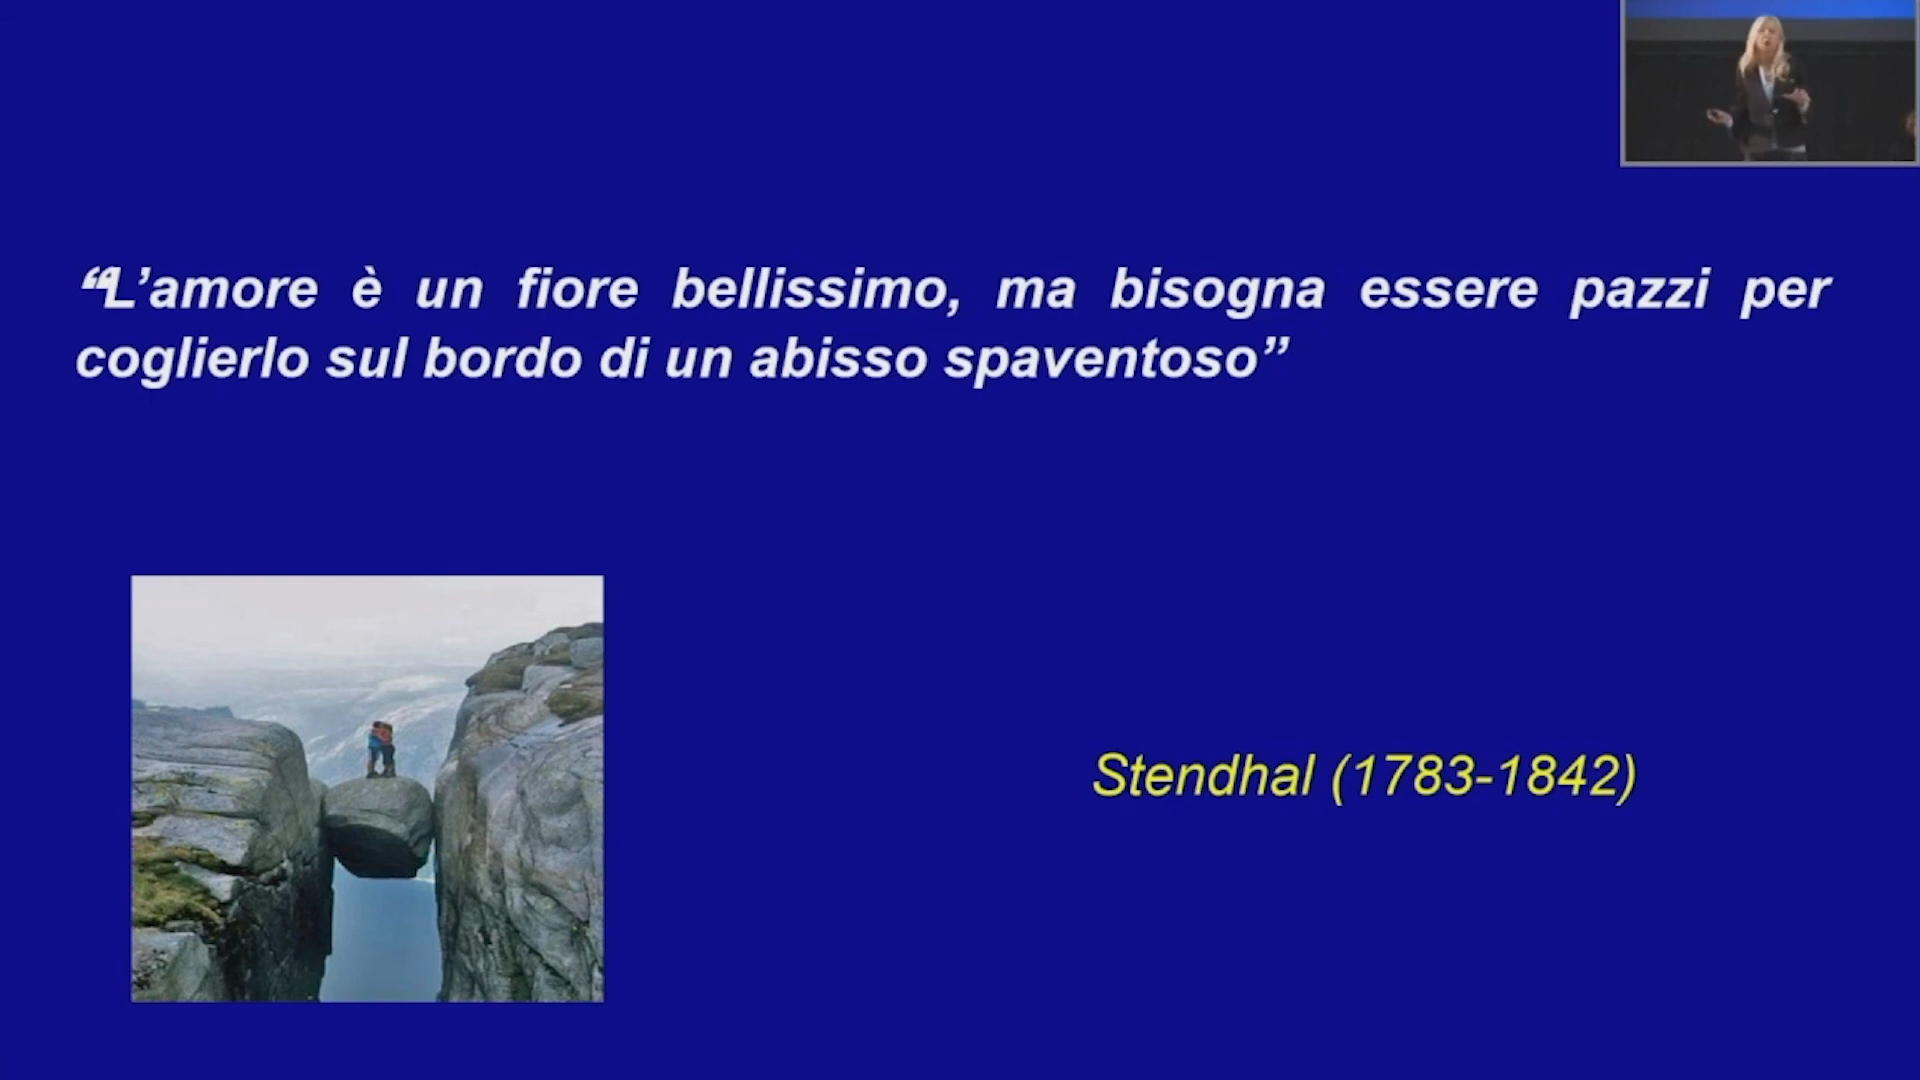 “L’amore è un fiore bellissimo, ma bisogna essere pazzi per
coglierlo sul bordo di un abisso spaventoso”
Stendhal (1783-1842)